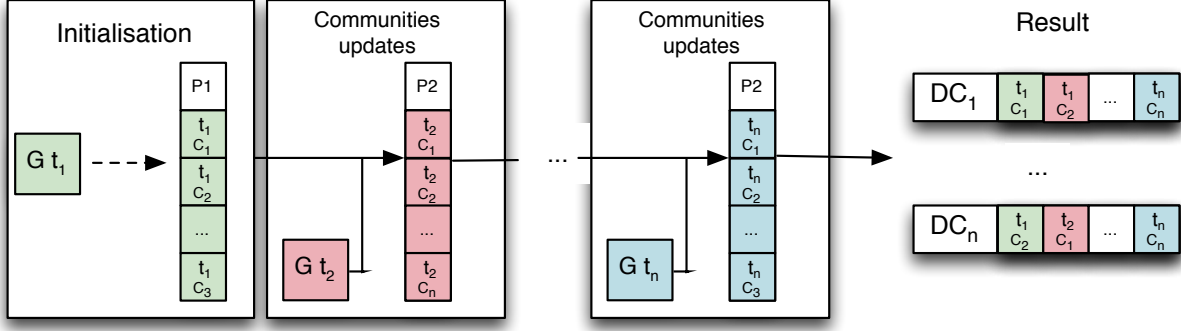 Initialisation
G t1
P1
t1
C1
t1
C2
...
t1
C3
Communities
updates
G t2
P2
t2
C1
t2
C2
...
t2
Cn
...
Communities
updates
G tn
P2
tn
C1
tn
C2
...
tn
C3
Result
DC1 t1 t1 ... tn
C1 C2 Cn
...
DCn t1 t2 ... tn
C2 C1 Cn